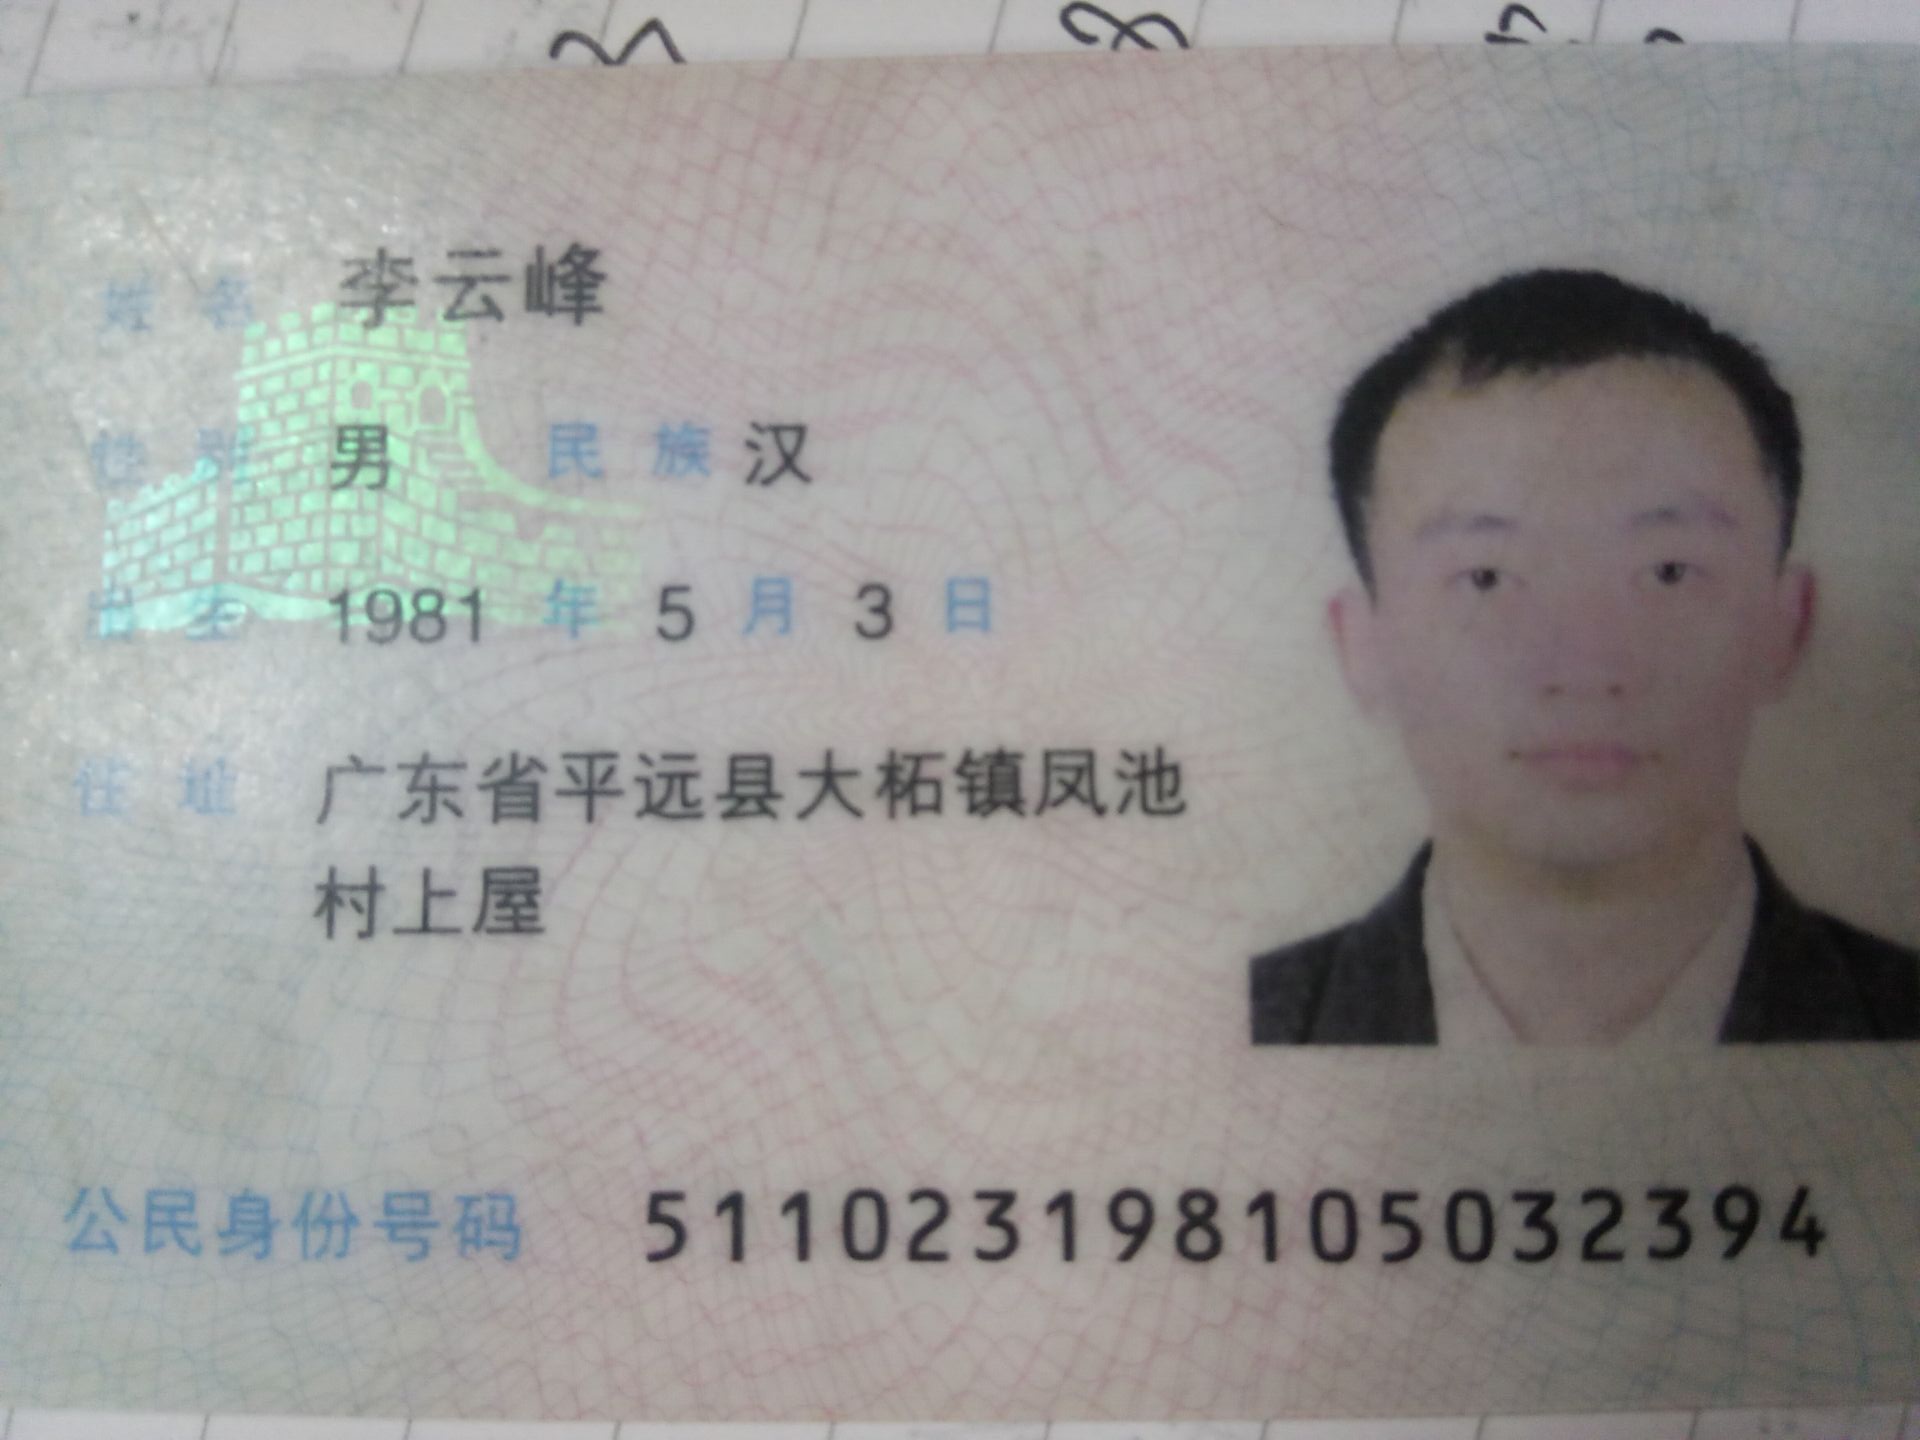 姓名 李云峰
性别 男 民族 汉
出生 1981 年 5 月 3 日
住址 广东省平远县大柘镇凤池
村上屋
公民身份号码 511023198105032394